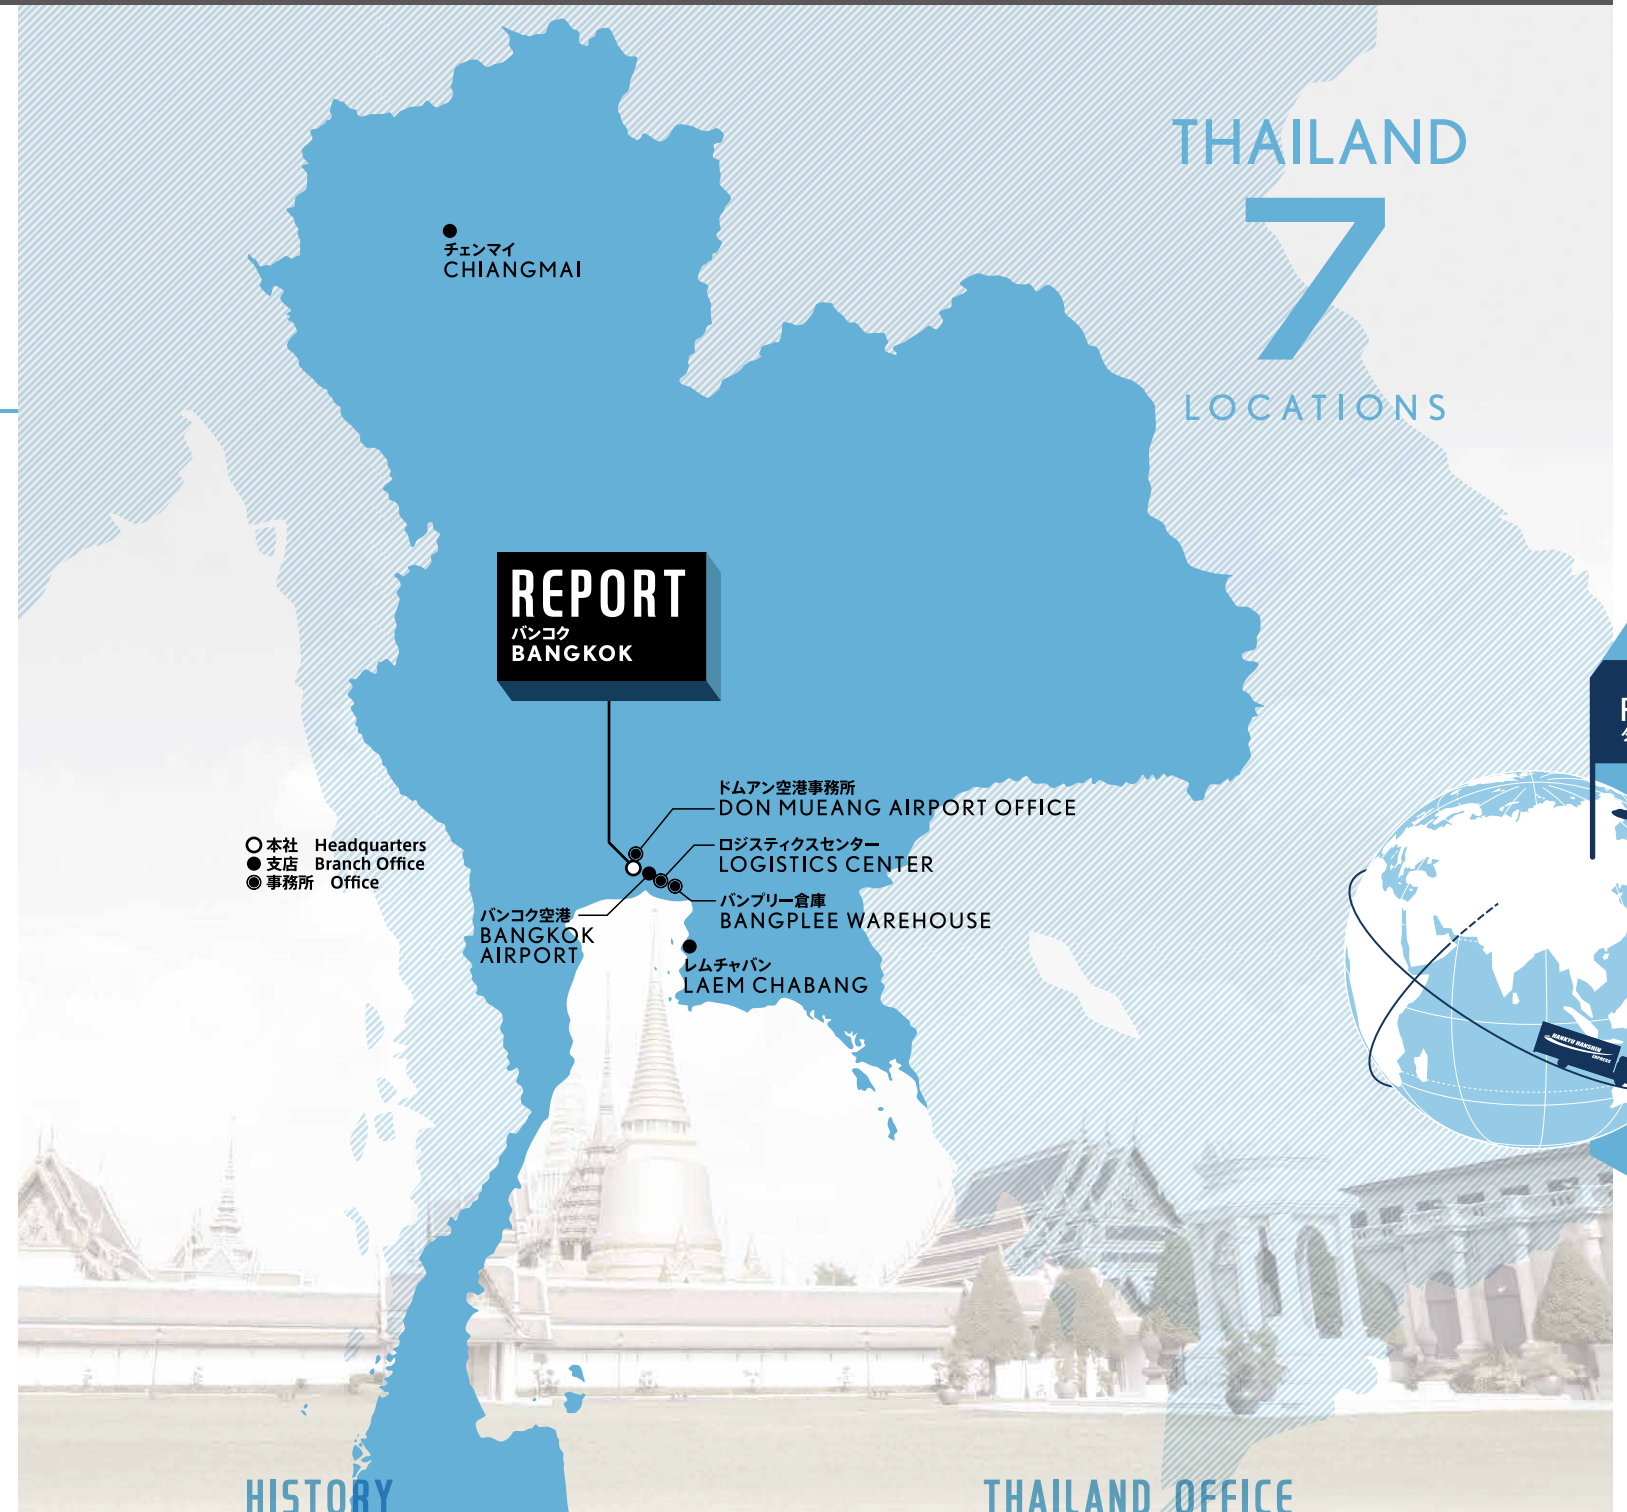 THAILAND
7
LOCATIONS
チェンマイ
CHIANGMAI
REPORT
バンコク
BANGKOK
ドムアン空港事務所
DON MUEANG AIRPORT OFFICE
ロジスティクスセンター
LOGISTICS CENTER
バンプリー倉庫
BANGPLEE WAREHOUSE
本社 Headquarters
支店 Branch Office
事務所 Office
バンコク空港
BANGKOK
AIRPORT
レムチャバン
LAEM CHABANG
HANKYU HANSHIN
EXPRESS
HISTORY
THAILAND OFFICE